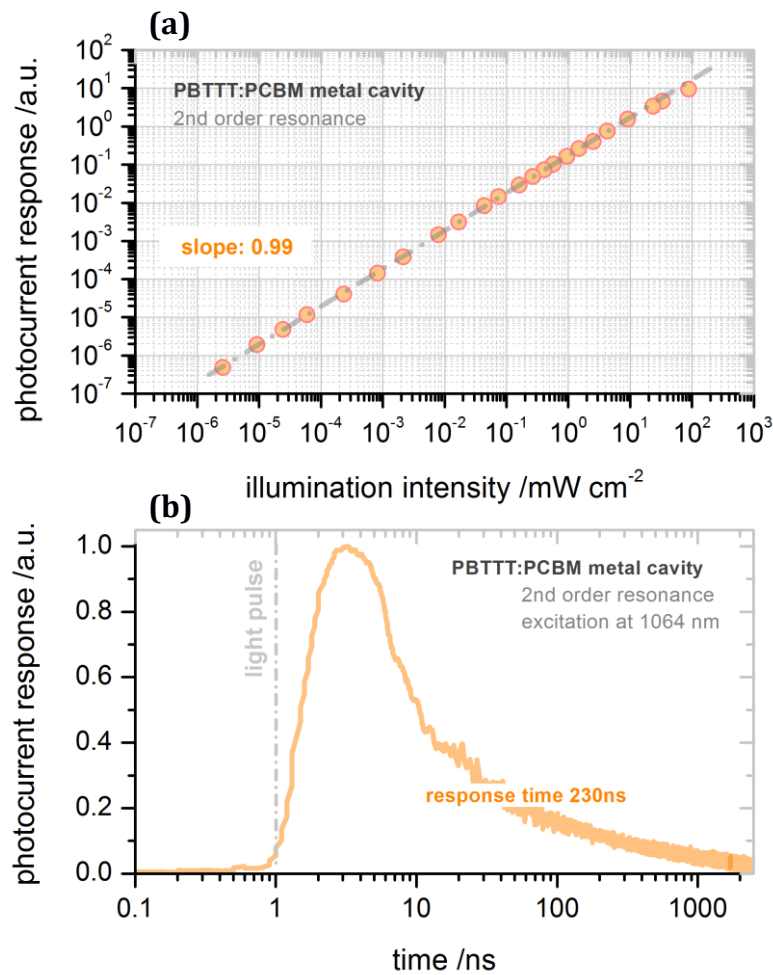 (a)
10²
10¹
10⁰
10⁻¹
10⁻²
10⁻³
10⁻⁴
10⁻⁵
10⁻⁶
10⁻⁷
photocurrent response /a.u.
PBTTT:PCBM metal cavity
2nd order resonance
slope: 0.99
10⁻⁷ 10⁻⁶ 10⁻⁵ 10⁻⁴ 10⁻³ 10⁻² 10⁻¹ 10⁰ 10¹ 10² 10³
illumination intensity /mW cm⁻²
(b)
1.0
0.8
0.6
0.4
0.2
0.0
photocurrent response /a.u.
light pulse
PBTTT:PCBM metal cavity
2nd order resonance
excitation at 1064 nm
response time 230ns
0.1 1 10 100 1000
time /ns